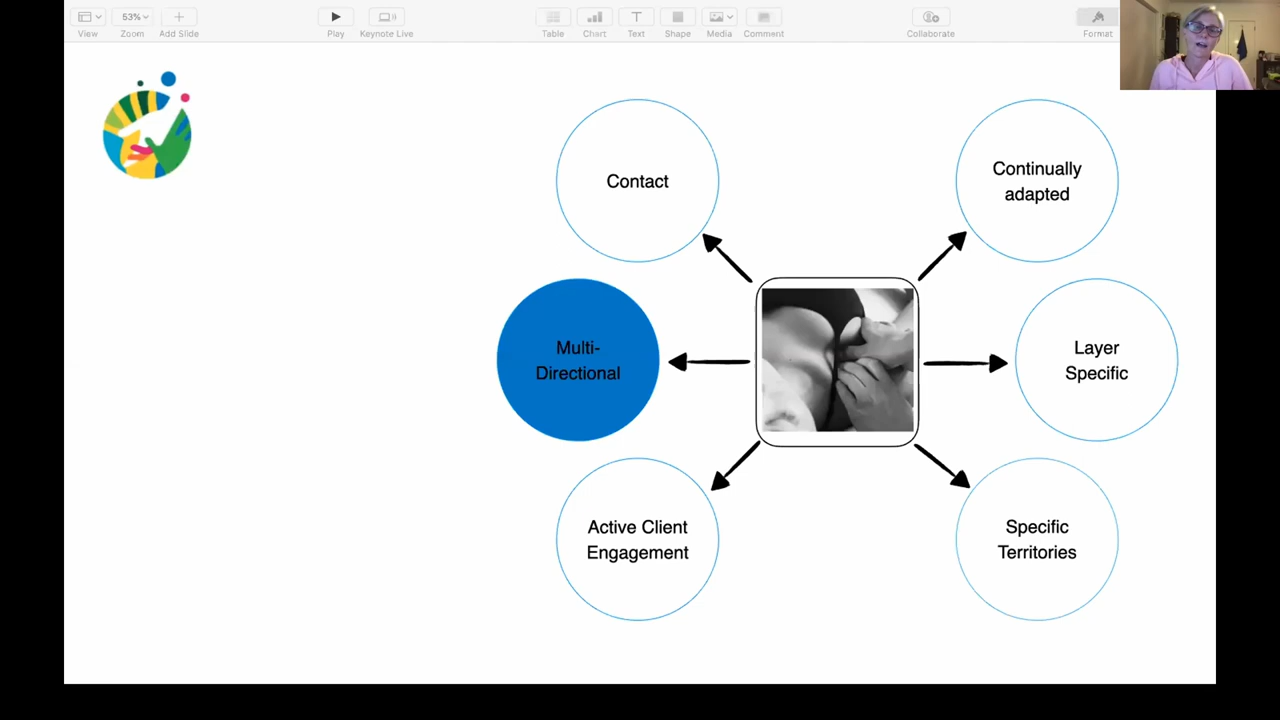 53%
View
Zoom
Add Slide
Play
Keynote Live
Table
Chart
Text
Shape
Media
Comment
Collaborate
Format
Contact
Continually
adapted
Multi-
Directional
Layer
Specific
Active Client
Engagement
Specific
Territories